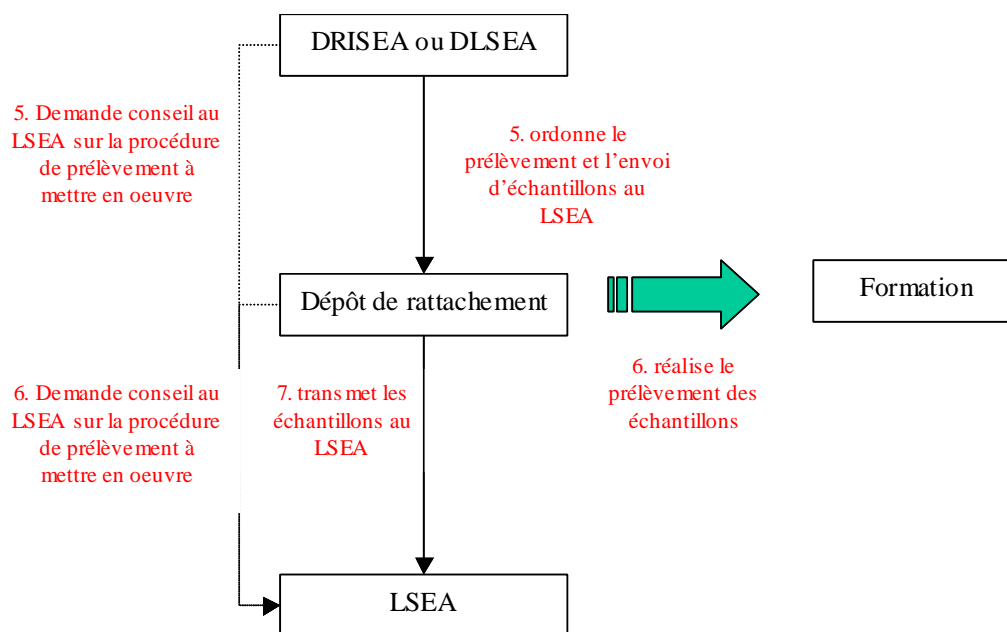 DRISEA ou DLSEA
5. Demande conseil au
LSEA sur la procédure
de prélèvement à
mettre en oeuvre
5. ordonne le
prélèvement et l'envoi
d'échantillons au
LSEA
Dépôt de rattachement
Formation
6. Demande conseil au
LSEA sur la procédure
de prélèvement à
mettre en oeuvre
7. transmet les
échantillons au
LSEA
6. réalise le
prélèvement des
échantillons
LSEA